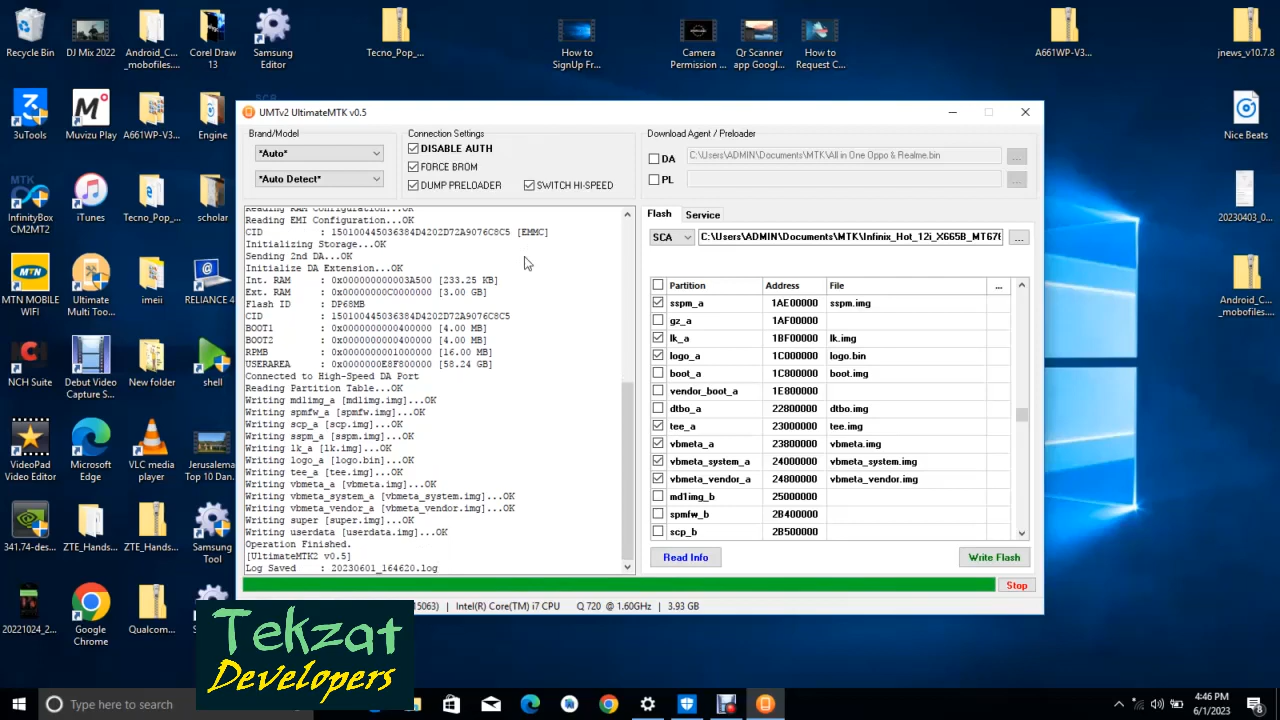 Recycle Bin
DJ Mix 2022
Android_C...
_mobofiles....
Corel Draw
13
Samsung
Editor
Tecno_Pop_...
How to
SignUp Fr...
Camera
Permission ...
Qr Scanner
app Googl...
How to
Request C...
A661WP-V3...
jnews_v10.7.8
3uTools
Muvizu Play
A661WP-V3...
Engine
Nice Beats
MTK
InfinityBox
CM2MT2
iTunes
Tecno_Pop_...
scholar
20230403_0...
MTN
MTN MOBILE
WIFI
Ultimate
Multi Too...
imeii
RELIANCE 4
Android_C...
_mobofiles....
NCH Suite
Debut Video
Capture S...
New folder
shell
VideoPad
Video Editor
Microsoft
Edge
VLC media
player
Jerusalema
Top 10 Dan...
341.74-des...
ZTE_Hands...
ZTE_Hands...
Samsung
Tool
20221024_2...
Google
Chrome
Qualcom...
UMTv2 UltimateMTK v0.5
Brand/Model
*Auto*
*Auto Detect*
Connection Settings
DISABLE AUTH
FORCE BROM
DUMP PRELOADER
SWITCH HI-SPEED
Download Agent / Preloader
DA
C:\Users\ADMIN\Documents\MTK\All in One Oppo & Realme.bin
...
PL
...
Reading RAM Configuration...OK
Reading EMI Configuration...OK
CID : 150100445036384D4202D72A9076C8C5 [EMMC]
Initializing Storage...OK
Sending 2nd DA...OK
Initialize DA Extension...OK
Int. RAM : 0x000000000003A500 [233.25 KB]
Ext. RAM : 0x00000000C0000000 [3.00 GB]
Flash ID : DP68MB
CID : 150100445036384D4202D72A9076C8C5
BOOT1 : 0x0000000000400000 [4.00 MB]
BOOT2 : 0x0000000000400000 [4.00 MB]
RPMB : 0x0000000001000000 [16.00 MB]
USERAREA : 0x0000000E8F800000 [58.24 GB]
Connected to High-Speed DA Port
Reading Partition Table...OK
Writing md1img_a [md1img.img]...OK
Writing spmfw_a [spmfw.img]...OK
Writing scp_a [scp.img]...OK
Writing sspm_a [sspm.img]...OK
Writing lk_a [lk.img]...OK
Writing logo_a [logo.bin]...OK
Writing tee_a [tee.img]...OK
Writing vbmeta_a [vbmeta.img]...OK
Writing vbmeta_system_a [vbmeta_system.img]...OK
Writing vbmeta_vendor_a [vbmeta_vendor.img]...OK
Writing super [super.img]...OK
Writing userdata [userdata.img]...OK
Operation Finished.
[UltimateMTK2 v0.5]
Log Saved : 20230601_164620.log
Flash
Service
SCA
C:\Users\ADMIN\Documents\MTK\Infinix_Hot_12i_X665B_MT676
...
Partition Address File ...
sspm_a 1AE00000 sspm.img
gz_a 1AF00000
lk_a 1BF00000 lk.img
logo_a 1C000000 logo.bin
boot_a 1C800000 boot.img
vendor_boot_a 1E800000
dtbo_a 22800000 dtbo.img
tee_a 23000000 tee.img
vbmeta_a 23800000 vbmeta.img
vbmeta_system_a 24000000 vbmeta_system.img
vbmeta_vendor_a 24800000 vbmeta_vendor.img
md1img_b 25000000
spmfw_b 2B400000
scp_b 2B500000
Read Info
Write Flash
Stop
15063) | Intel(R) Core(TM) i7 CPU Q 720 @ 1.60GHz | 3.93 GB
Tekzat
Developers
Type here to search
4:46 PM
6/1/2023
8